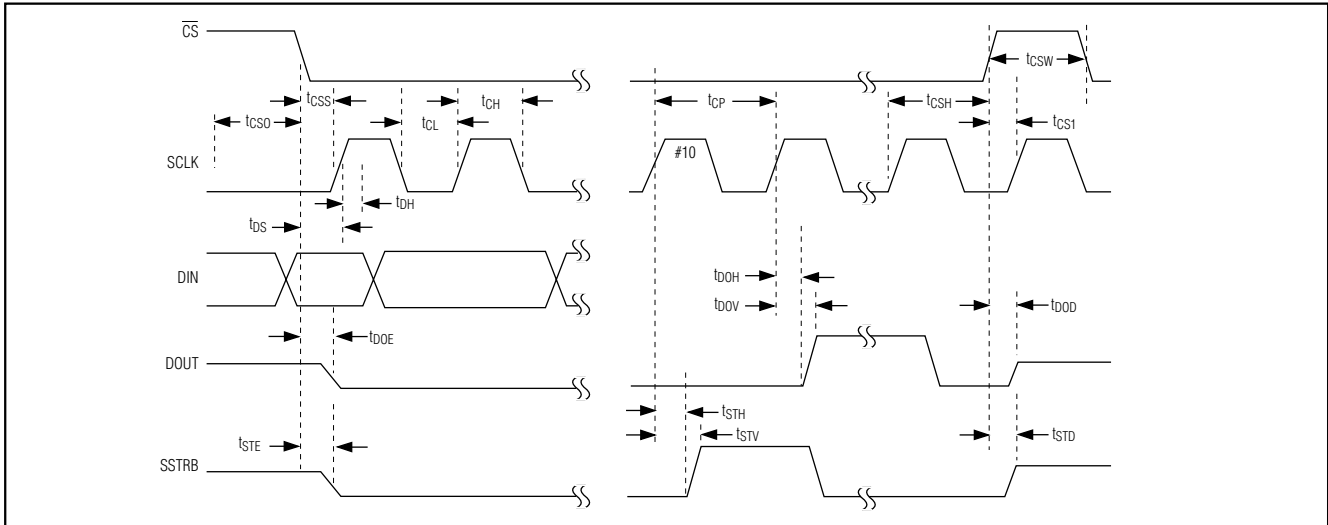 CS
tCSW
tCSS
tCH
tCP
tCSH
tCSO
tCL
tCS1
SCLK
#10
tDH
tDS
DIN
tDOH
tDOV
tDOD
tDOE
DOUT
tSTH
tSTV
tSTE
tSTD
SSTRB